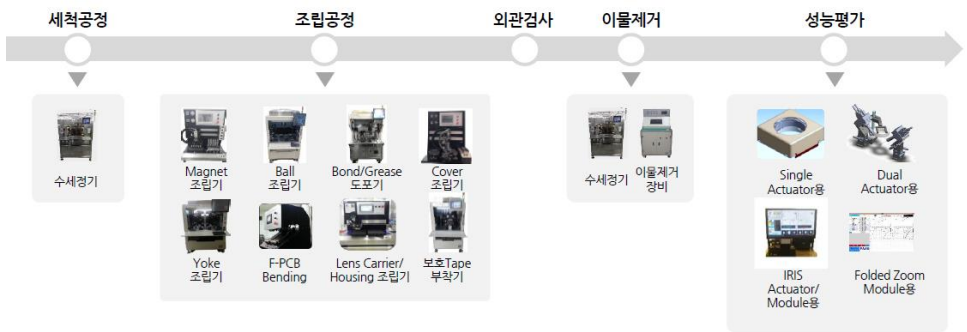 세척공정
조립공정
외관검사
이물제거
성능평가
수세정기
Magnet
조립기
Ball
조립기
Bond/Grease
도포기
Cover
조립기
Yoke
조립기
F-PCB
Bending
Lens Carrier/
Housing 조립기
보호Tape
부착기
수세정기
이물제거
장비
Single
Actuator용
Dual
Actuator용
IRIS
Actuator/
Module용
Folded Zoom
Module용